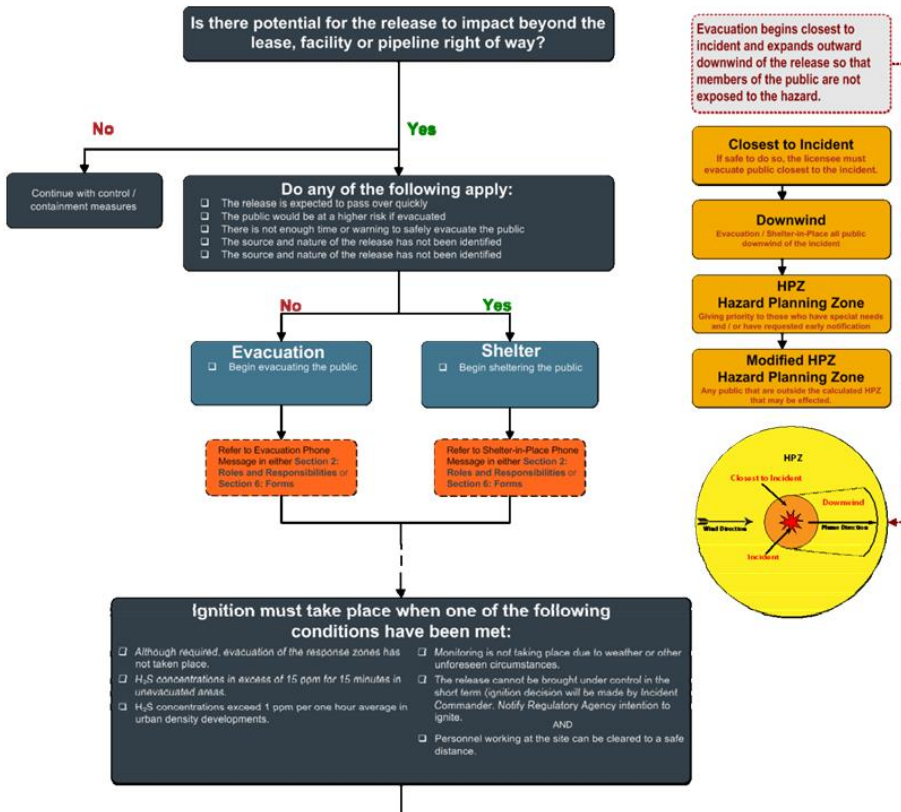 Is there potential for the release to impact beyond the
lease, facility or pipeline right of way?
No
Yes
Continue with control /
containment measures
Do any of the following apply:
❑ The release is expected to pass over quickly
❑ The public would be at a higher risk if evacuated
❑ There is not enough time or warning to safely evacuate the public
❑ The source and nature of the release has not been identified
❑ The source and nature of the release has not been identified
No
Yes
Evacuation
❑ Begin evacuating the public
Shelter
❑ Begin sheltering the public
Refer to Evacuation Phone
Message in either Section 2:
Roles and Responsibilities or
Section 6: Forms
Refer to Shelter-in-Place Phone
Message in either Section 2:
Roles and Responsibilities or
Section 6: Forms
Ignition must take place when one of the following
conditions have been met:
❑ Although required, evacuation of the response zones has
not taken place.
❑ H₂S concentrations in excess of 15 ppm for 15 minutes in
unevacuated areas.
❑ H₂S concentrations exceed 1 ppm per one hour average in
urban density developments.
❑ Monitoring is not taking place due to weather or other
unforeseen circumstances.
❑ The release cannot be brought under control in the
short term (ignition decision will be made by Incident
Commander. Notify Regulatory Agency intention to
ignite.
AND
❑ Personnel working at the site can be cleared to a safe
distance.
Evacuation begins closest to
incident and expands outward
downwind of the release so that
members of the public are not
exposed to the hazard.
Closest to Incident
If safe to do so, the licensee must
evacuate public closest to the incident.
Downwind
Evacuation / Shelter-in-Place all public
downwind of the incident
HPZ
Hazard Planning Zone
Giving priority to those who have special needs
and / or have requested early notification
Modified HPZ
Hazard Planning Zone
Any public that are outside the calculated HPZ
that may be effected.
HPZ
Closest to Incident
Downwind
Wind Direction
Plume Direction
Incident